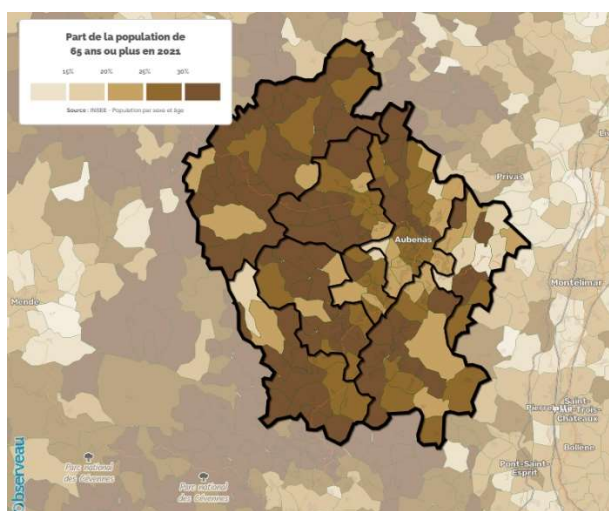 Part de la population de
65 ans ou plus en 2021
15% 20% 25% 30%
Source : INSEE - Population par sexe et âge
Privas
Aubenas
Montélimar
Mende
Saint-
Trois-
Châteaux
Bollène
Pont-Saint-
Esprit
Parc national
des Cévennes
Parc national
des Cévennes
Observeau